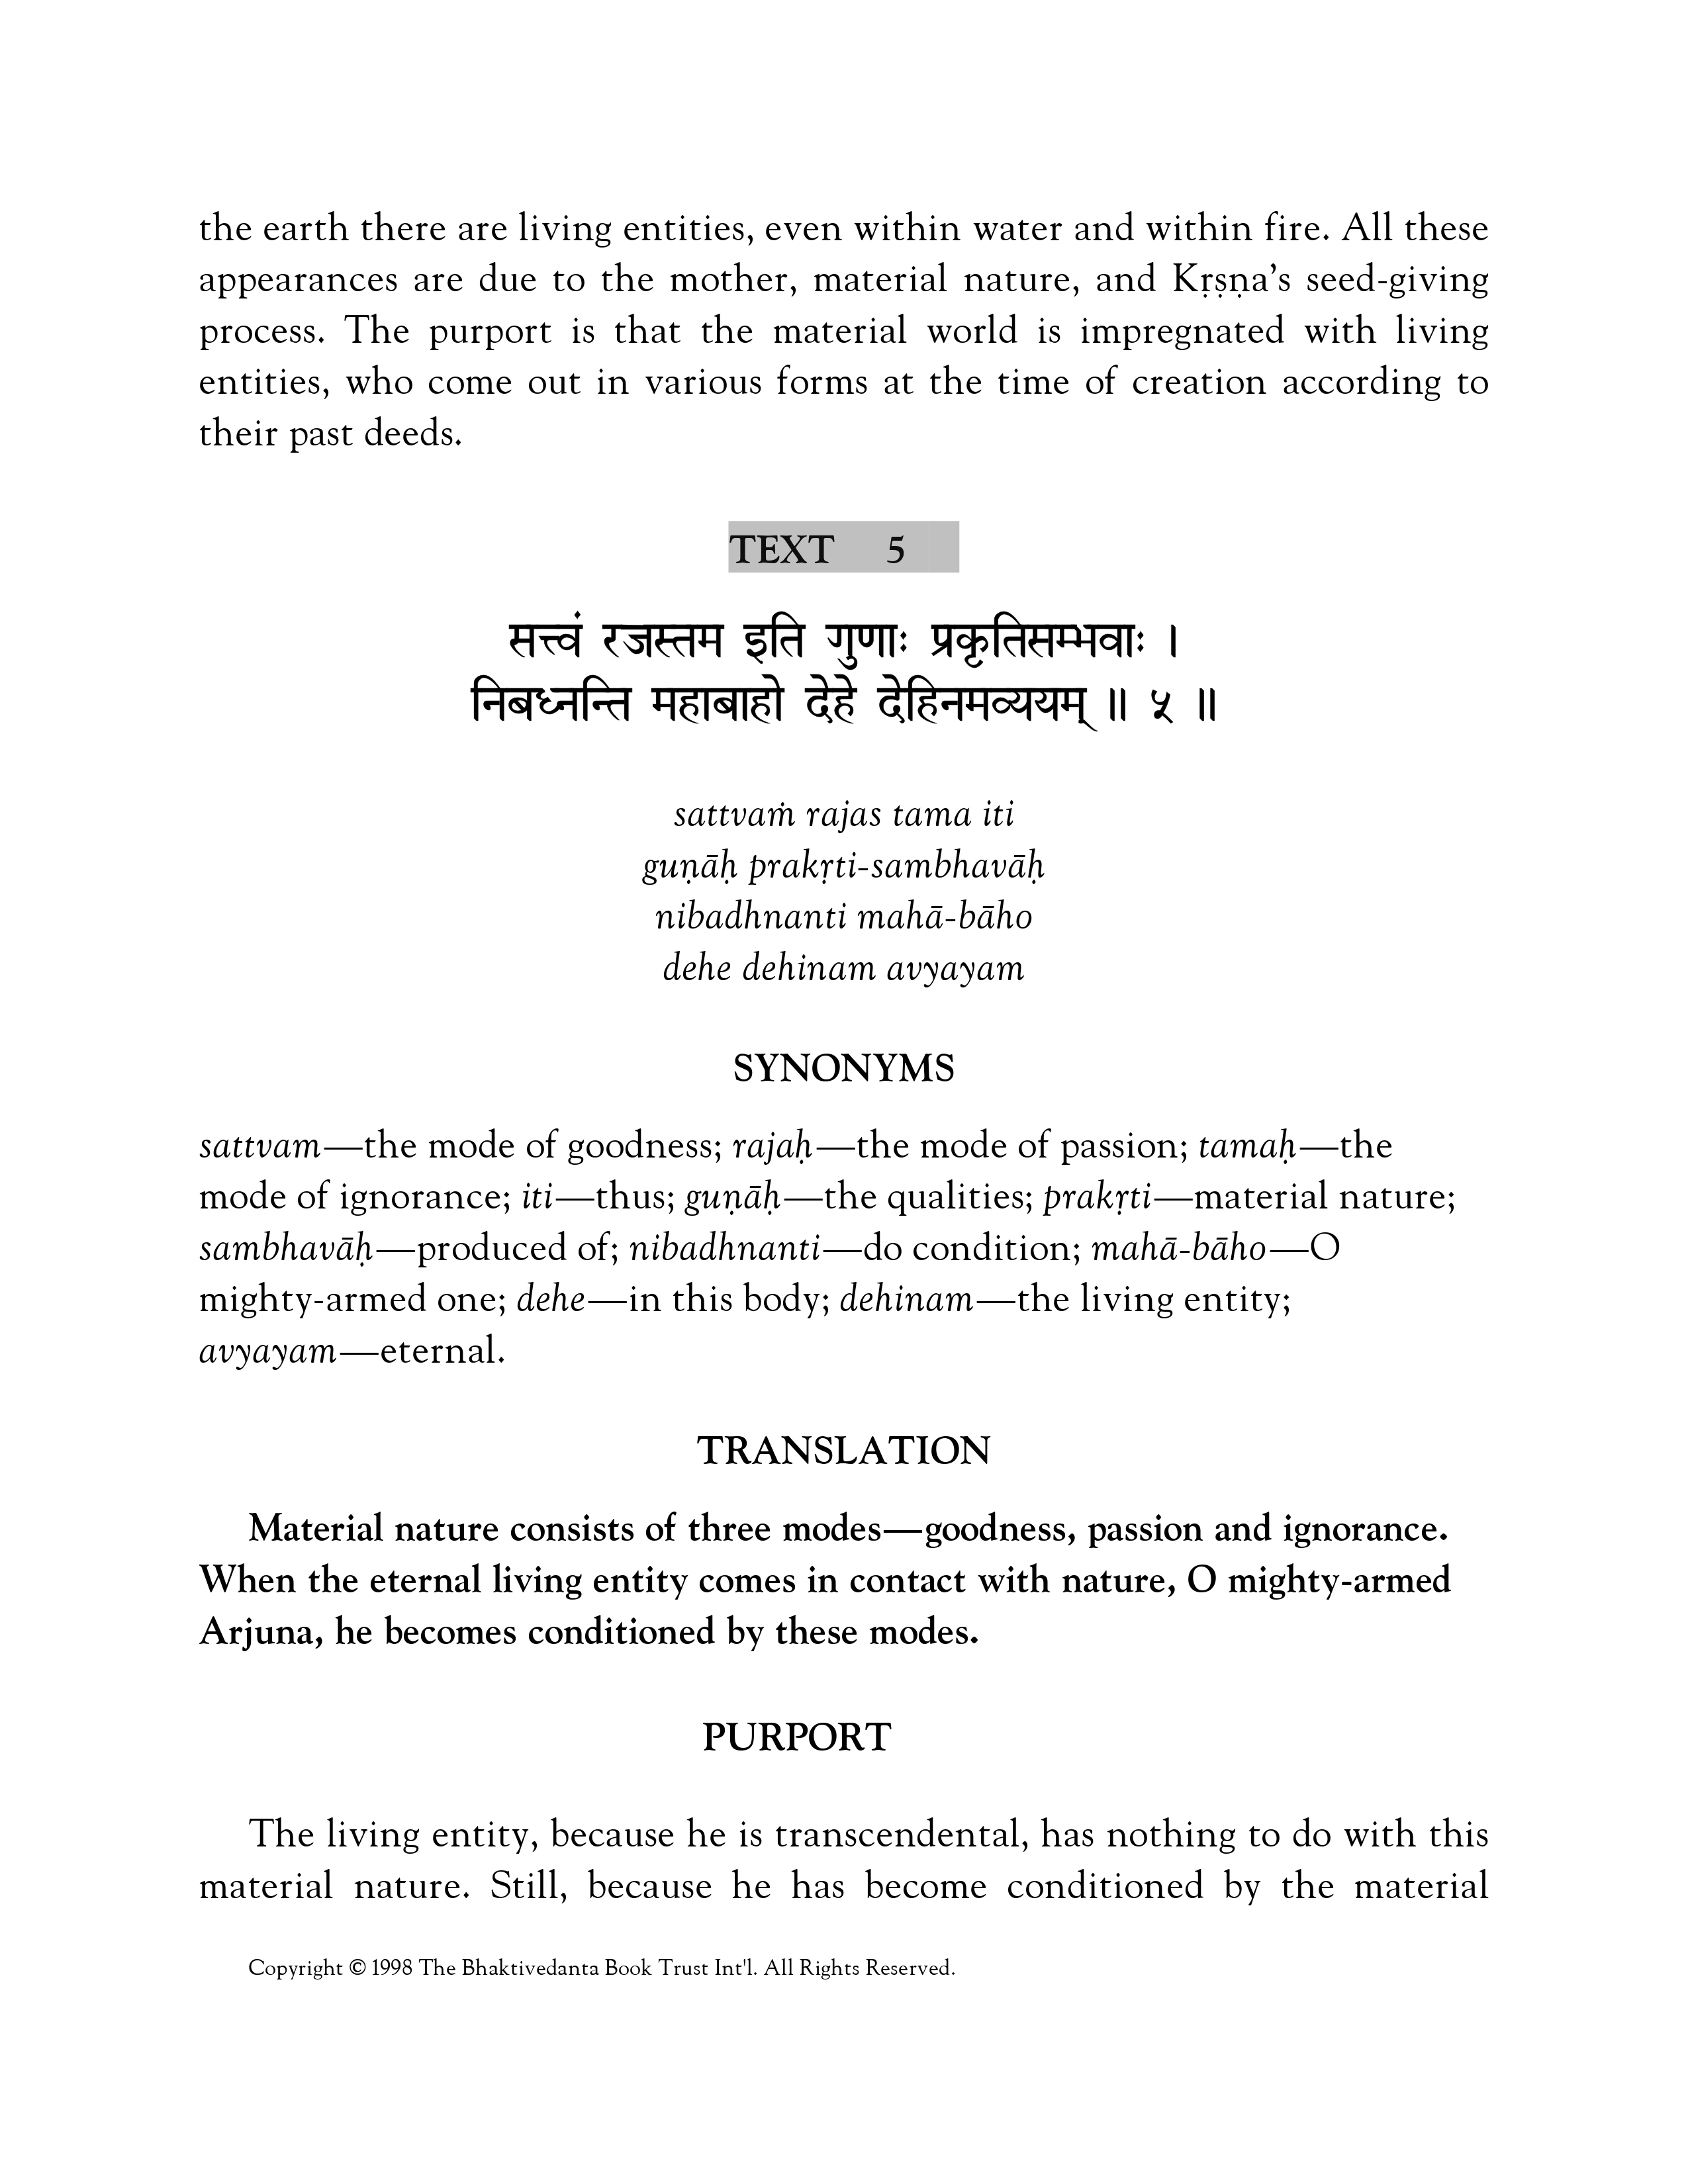 the earth there are living entities, even within water and within fire. All these
appearances are due to the mother, material nature, and Kṛṣṇa's seed-giving
process. The purport is that the material world is impregnated with living
entities, who come out in various forms at the time of creation according to
their past deeds.
TEXT 5
सत्त्वं रजस्तम इति गुणाः प्रकृतिसम्भवाः ।
निबध्नन्ति महाबाहो देहे देहिनमव्ययम् ॥ ५ ॥
sattvaṁ rajas tama iti
guṇāḥ prakṛti-sambhavāḥ
nibadhnanti mahā-bāho
dehe dehinam avyayam
SYNONYMS
sattvam—the mode of goodness; rajaḥ—the mode of passion; tamaḥ—the
mode of ignorance; iti—thus; guṇāḥ—the qualities; prakṛti—material nature;
sambhavāḥ—produced of; nibadhnanti—do condition; mahā-bāho—O
mighty-armed one; dehe—in this body; dehinam—the living entity;
avyayam—eternal.
TRANSLATION
Material nature consists of three modes—goodness, passion and ignorance.
When the eternal living entity comes in contact with nature, O mighty-armed
Arjuna, he becomes conditioned by these modes.
PURPORT
The living entity, because he is transcendental, has nothing to do with this
material nature. Still, because he has become conditioned by the material
Copyright © 1998 The Bhaktivedanta Book Trust Int'l. All Rights Reserved.